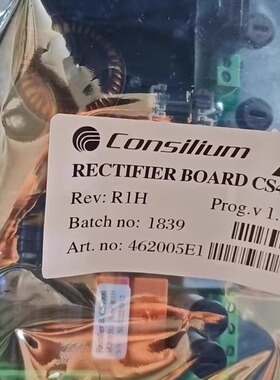 Consilium
RECTIFIER BOARD CS4
Rev: R1H
Prog.v 1.
Batch no: 1839
Art. no: 462005E1